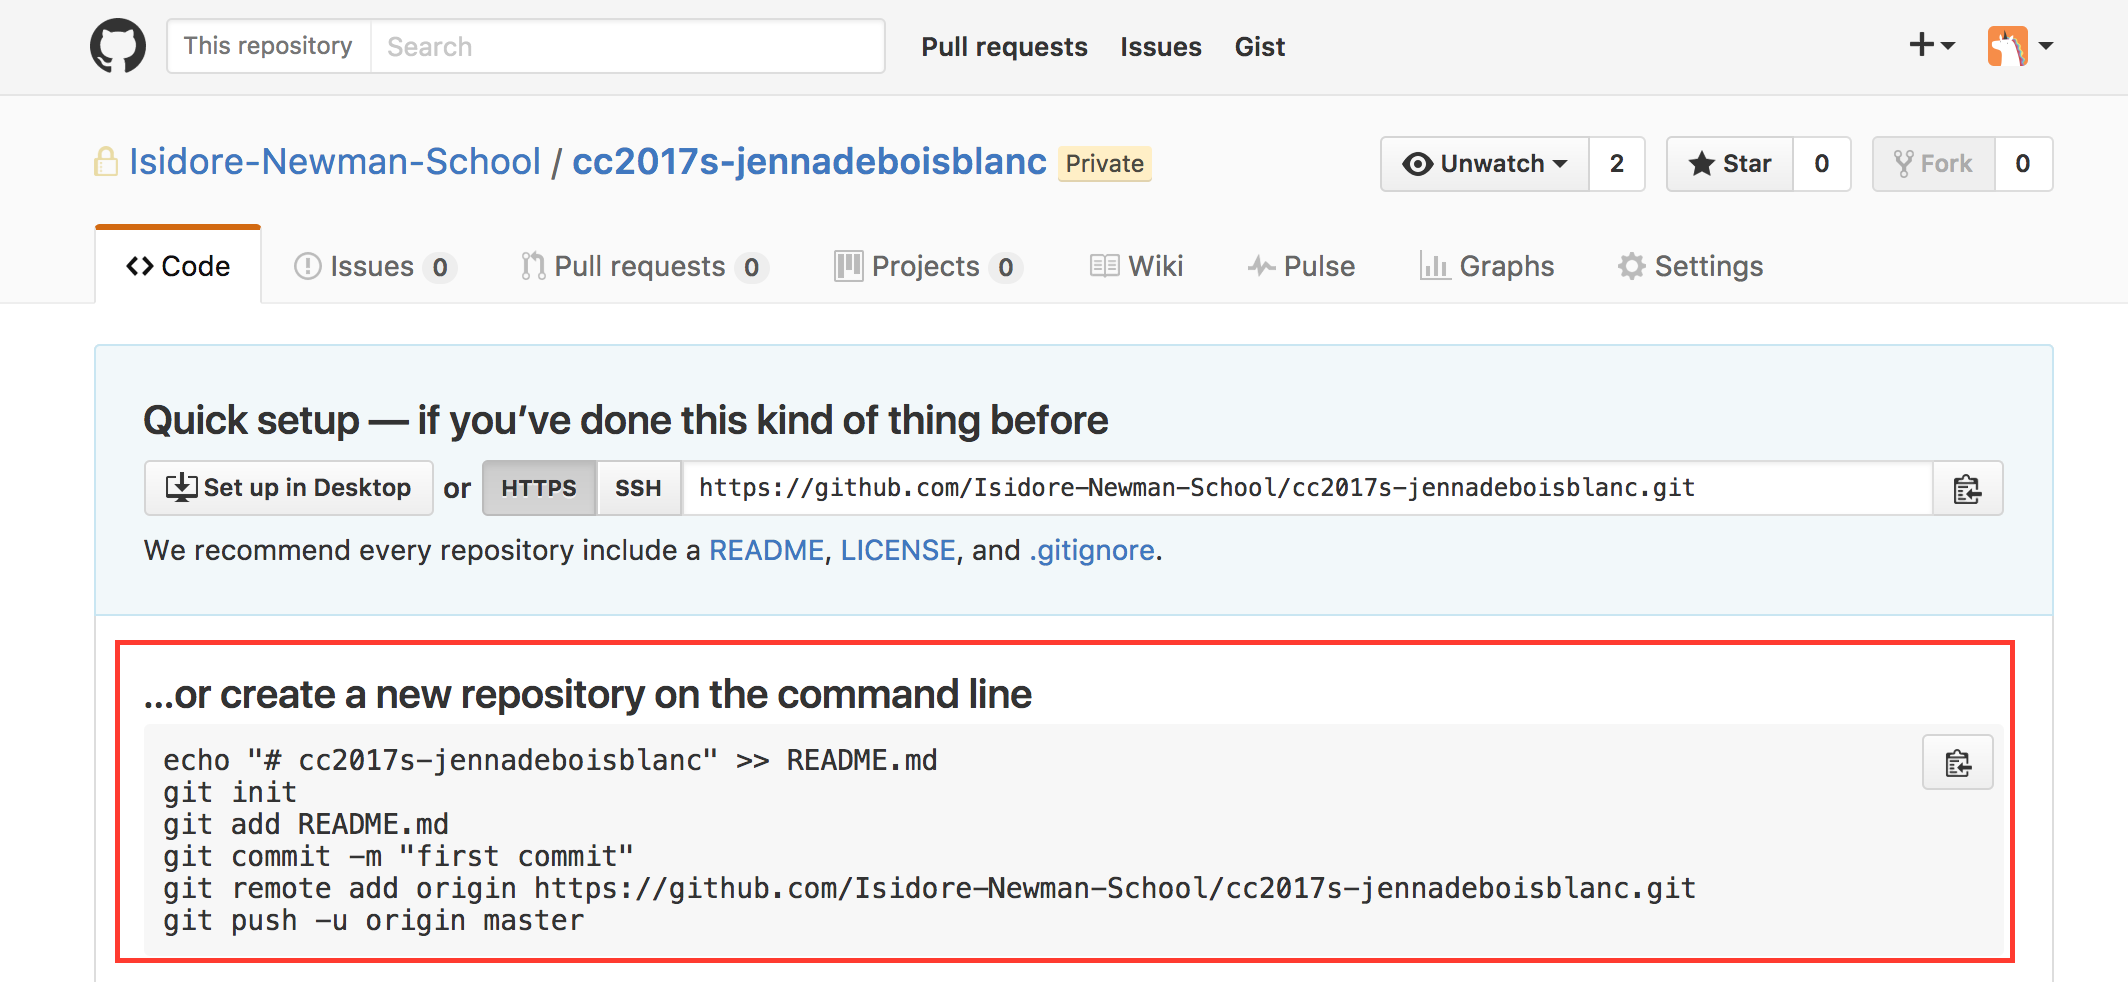 This repository Search Pull requests Issues Gist
Isidore-Newman-School / cc2017s-jennadeboisblanc Private Unwatch 2 Star 0 Fork 0
Code Issues 0 Pull requests 0 Projects 0 Wiki Pulse Graphs Settings
Quick setup — if you’ve done this kind of thing before
Set up in Desktop or HTTPS SSH https://github.com/Isidore-Newman-School/cc2017s-jennadeboisblanc.git
We recommend every repository include a README, LICENSE, and .gitignore.
…or create a new repository on the command line
echo "# cc2017s-jennadeboisblanc" >> README.md
git init
git add README.md
git commit -m "first commit"
git remote add origin https://github.com/Isidore-Newman-School/cc2017s-jennadeboisblanc.git
git push -u origin master